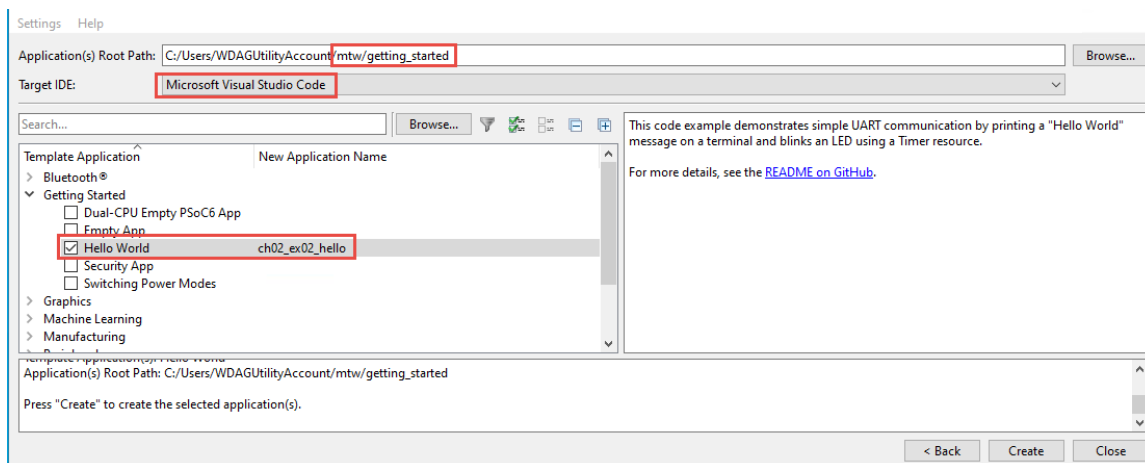 Settings Help
Application(s) Root Path: C:/Users/WDAGUtilityAccount/mtw/getting_started Browse...
Target IDE: Microsoft Visual Studio Code
Search... Browse...
This code example demonstrates simple UART communication by printing a "Hello World"
message on a terminal and blinks an LED using a Timer resource.
For more details, see the README on GitHub.
Template Application New Application Name
Bluetooth®
Getting Started
Dual-CPU Empty PSoC6 App
Empty App
Hello World ch02_ex02_hello
Security App
Switching Power Modes
Graphics
Machine Learning
Manufacturing
Template Application(s): Hello World
Application(s) Root Path: C:/Users/WDAGUtilityAccount/mtw/getting_started
Press "Create" to create the selected application(s).
< Back Create Close